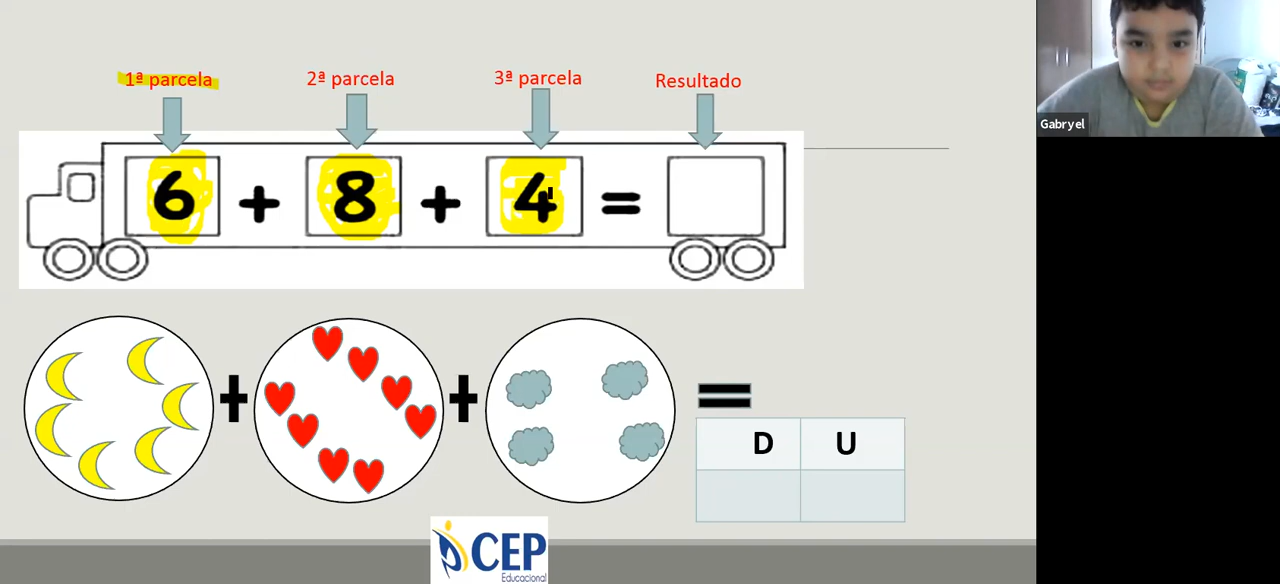 1ª parcela 2ª parcela 3ª parcela Resultado
6 + 8 + 4 =
+ + =
D U
CEP
Educacional
Gabryel